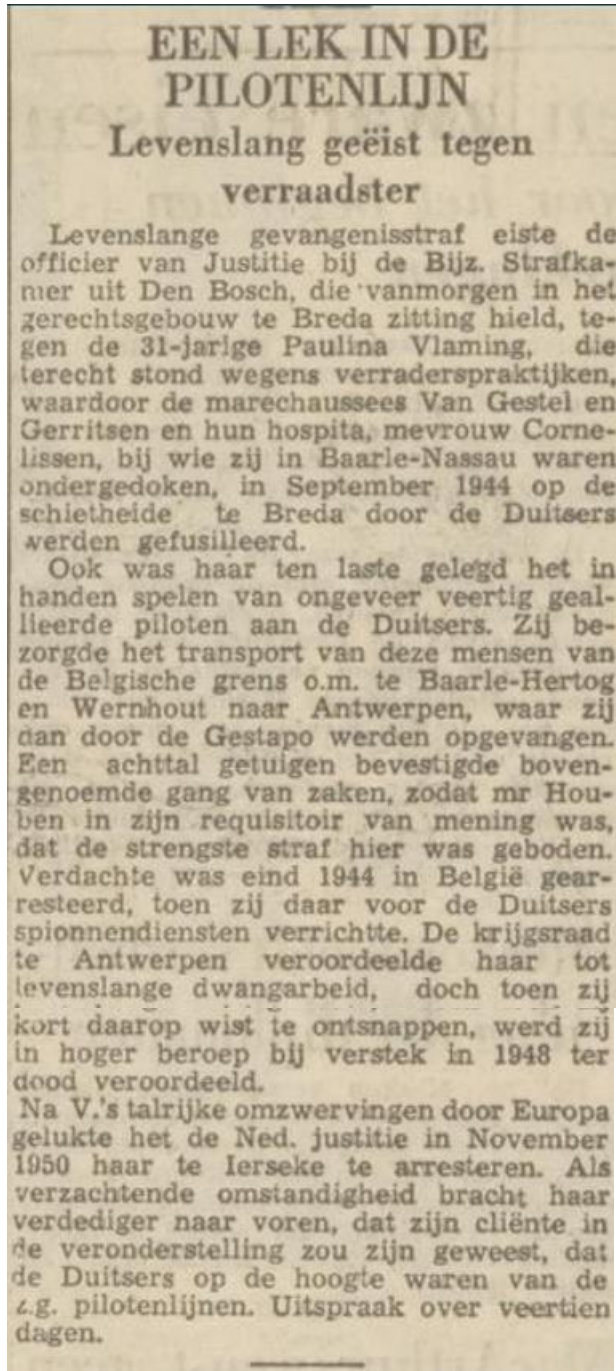 EEN LEK IN DE
PILOTENLIJN
Levenslang geëist tegen
verraadster
Levenslange gevangenisstraf eiste de
officier van Justitie bij de Bijz. Strafka-
mer uit Den Bosch, die vanmorgen in het
gerechtsgebouw te Breda zitting hield, te-
gen de 31-jarige Paulina Vlaming, die
terecht stond wegens verraderspraktijken,
waardoor de marechaussees Van Gestel en
Gerritsen en hun hospita, mevrouw Corne-
lissen, bij wie zij in Baarle-Nassau waren
ondergedoken, in September 1944 op de
schietheide te Breda door de Duitsers
werden gefusilleerd.
Ook was haar ten laste gelegd het in
handen spelen van ongeveer veertig geal-
lieerde piloten aan de Duitsers. Zij be-
zorgde het transport van deze mensen van
de Belgische grens o.m. te Baarle-Hertog
en Wernhout naar Antwerpen, waar zij
dan door de Gestapo werden opgevangen.
Een achttal getuigen bevestigde boven-
genoemde gang van zaken, zodat mr Hou-
ben in zijn requisitoir van mening was,
dat de strengste straf hier was geboden.
Verdachte was eind 1944 in België gear-
resteerd, toen zij daar voor de Duitsers
spionnendiensten verrichtte. De krijgsraad
te Antwerpen veroordeelde haar tot
levenslange dwangarbeid, doch toen zij
kort daarop wist te ontsnappen, werd zij
in hoger beroep bij verstek in 1948 ter
dood veroordeeld.
Na V.'s talrijke omzwervingen door Europa
gelukte het de Ned. justitie in November
1950 haar te Ierseke te arresteren. Als
verzachtende omstandigheid bracht haar
verdediger naar voren, dat zijn cliënte in
de veronderstelling zou zijn geweest, dat
de Duitsers op de hoogte waren van de
z.g. pilotenlijnen. Uitspraak over veertien
dagen.